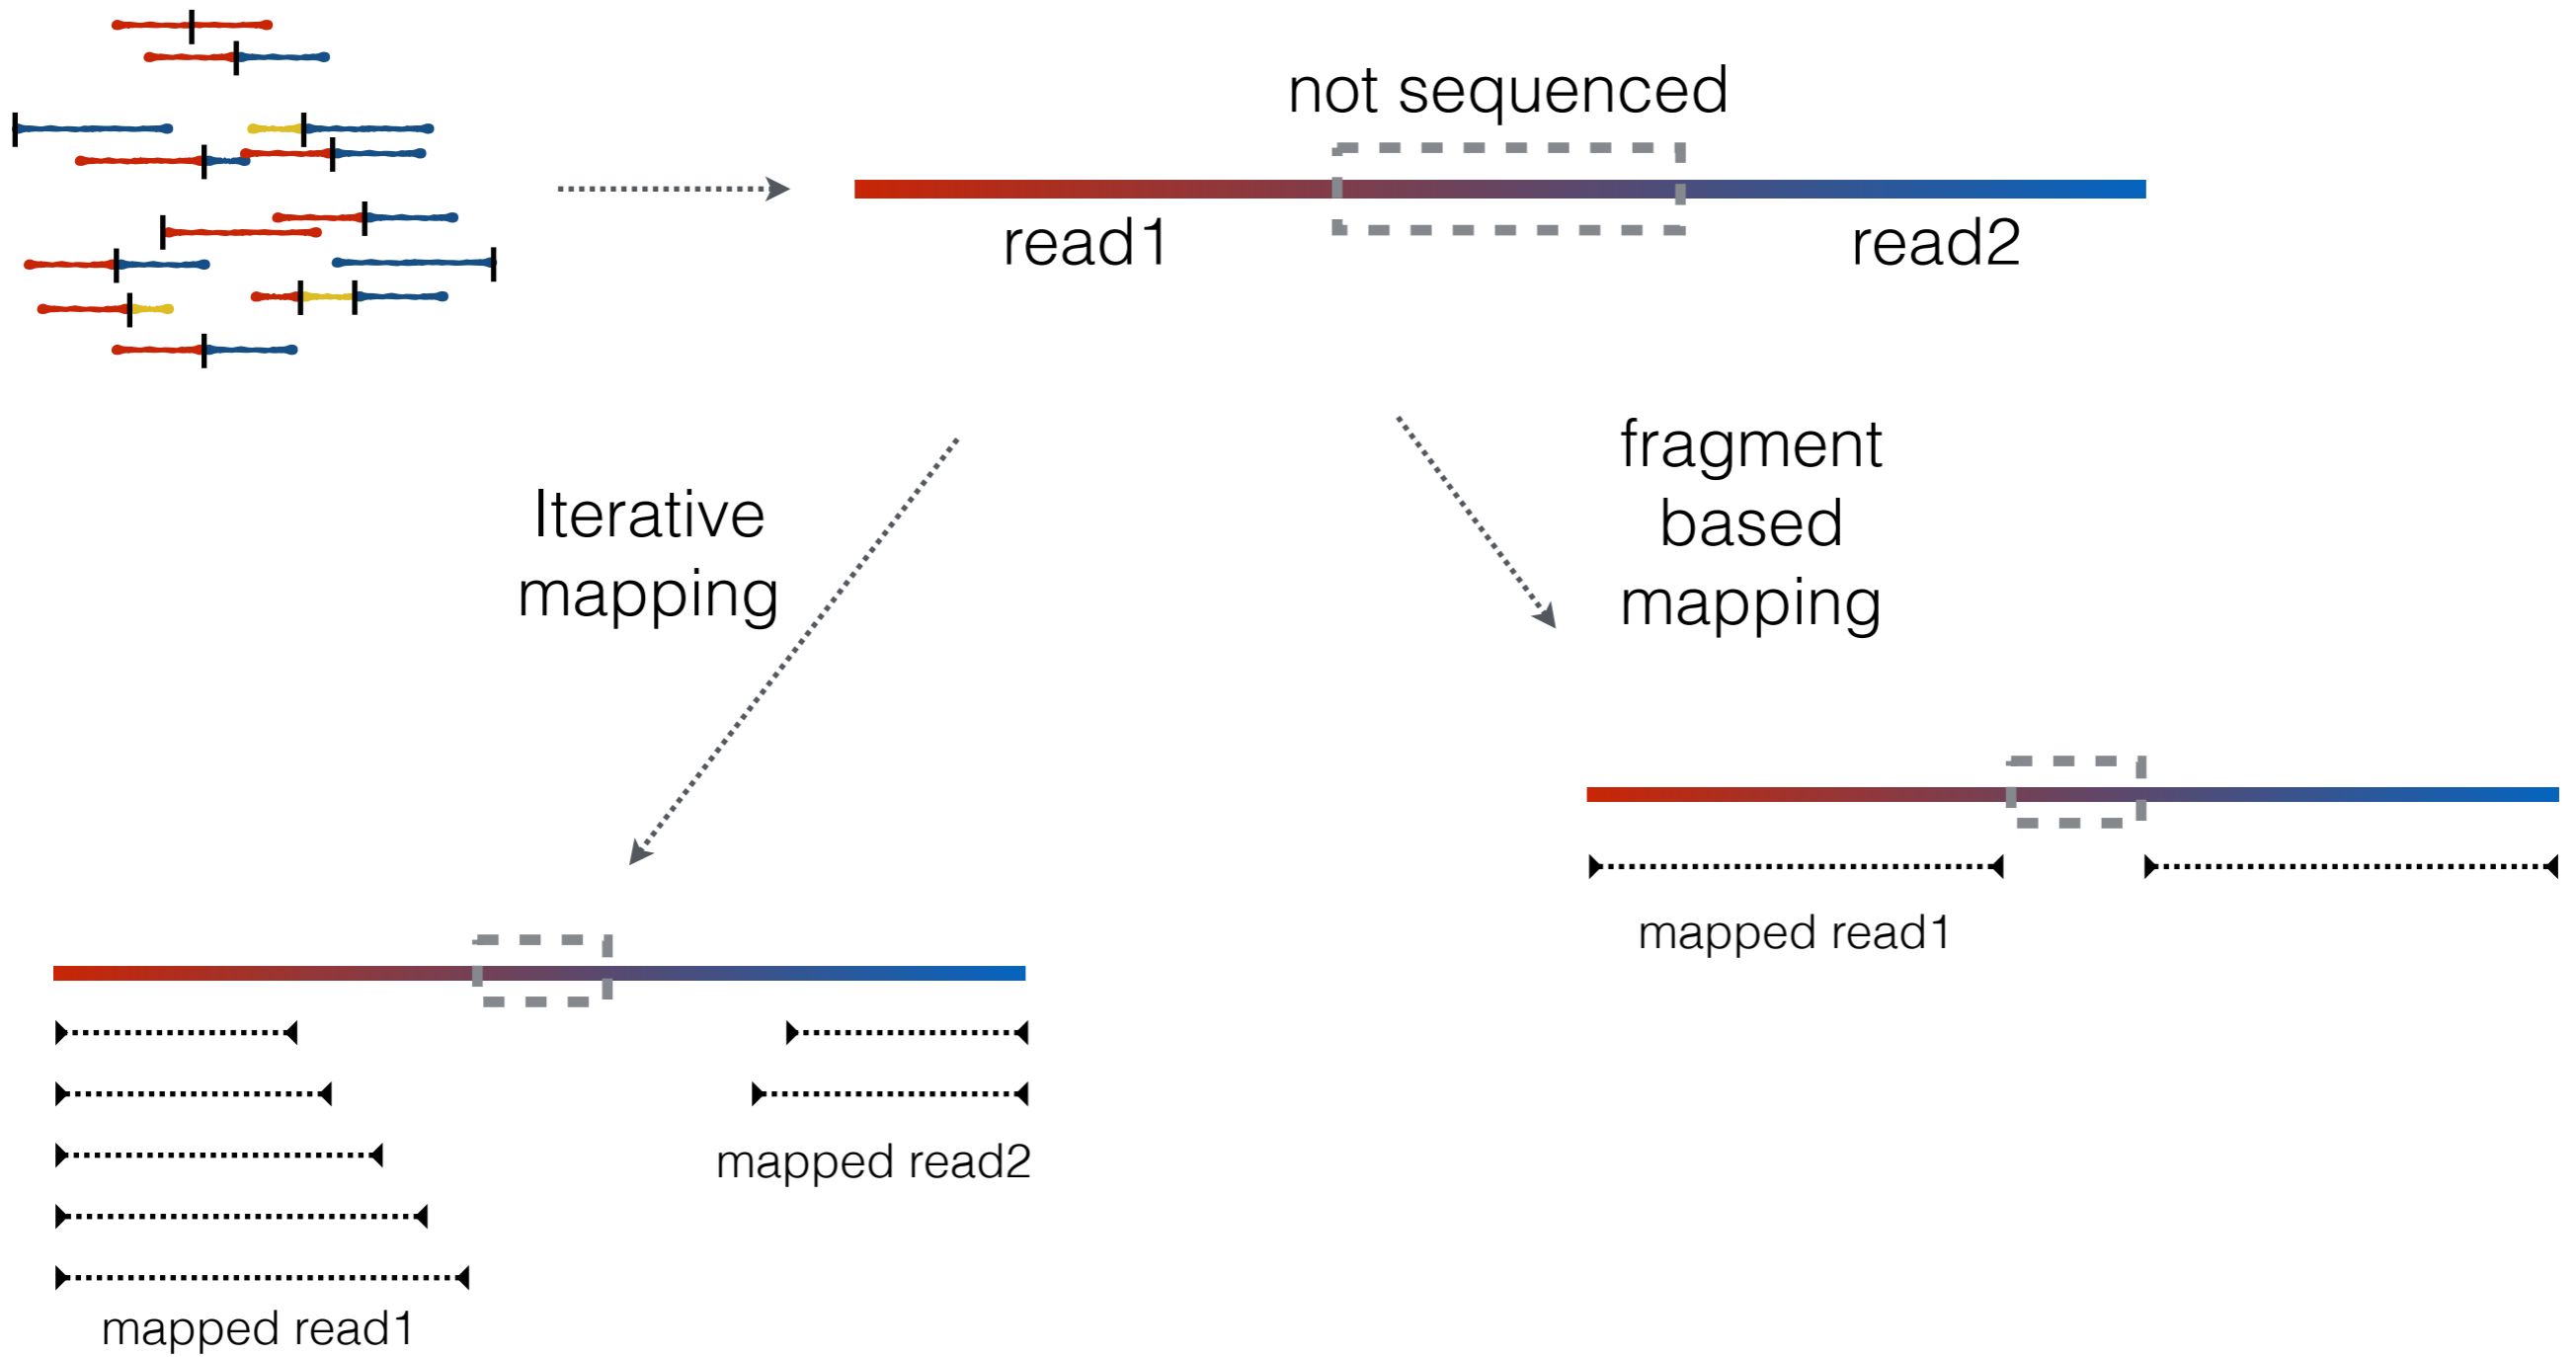 not sequenced
read1
read2
Iterative
mapping
fragment
based
mapping
mapped read1
mapped read2
mapped read1